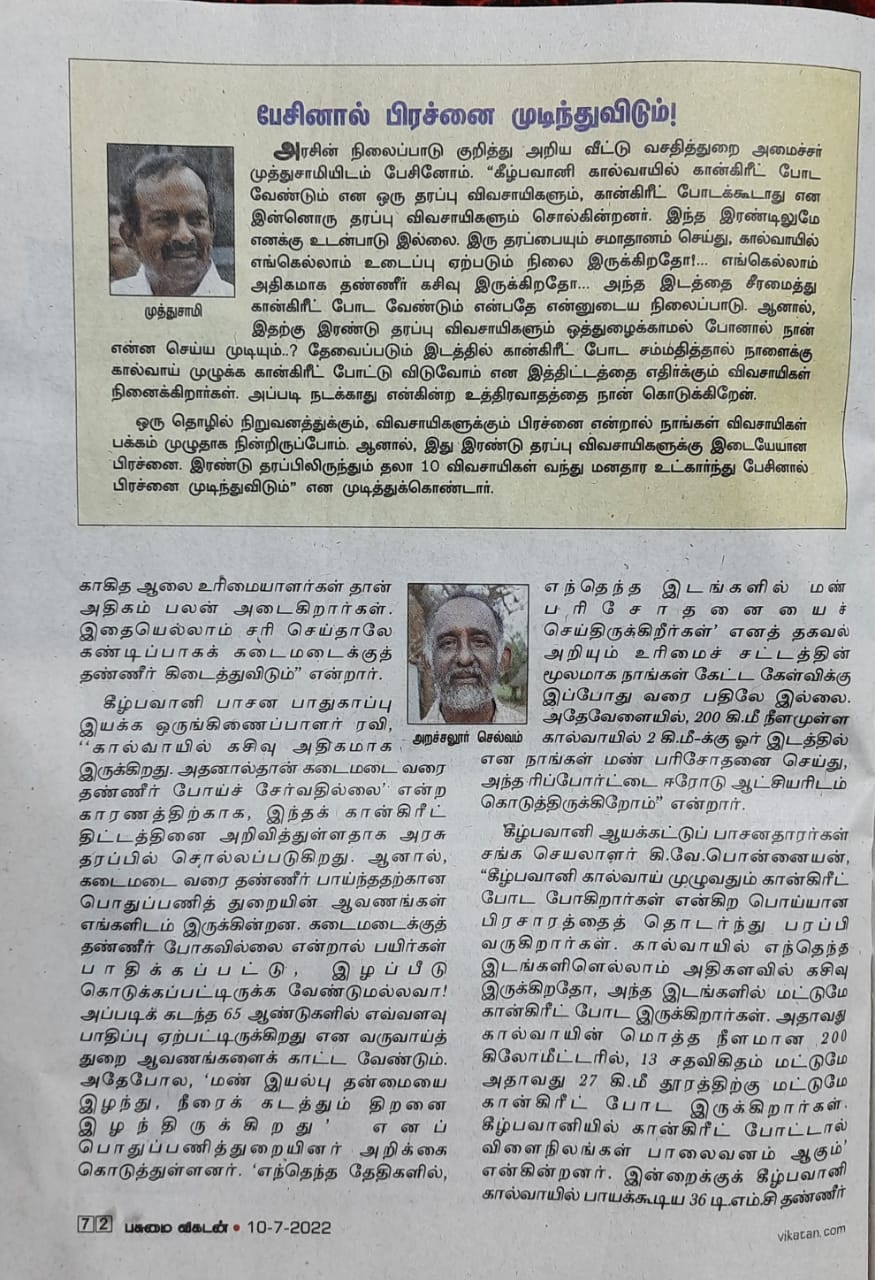 பேசினால் பிரச்னை முடிந்துவிடும்!
அரசின் நிலைப்பாடு குறித்து அறிய வீட்டு வசதித்துறை அமைச்சர்
முத்துசாமியிடம் பேசினோம். “கீழ்பவானி கால்வாயில் கான்கிரீட் போட
வேண்டும் என ஒரு தரப்பு விவசாயிகளும், கான்கிரீட் போடக்கூடாது என
இன்னொரு தரப்பு விவசாயிகளும் சொல்கின்றனர். இந்த இரண்டிலுமே
எனக்கு உடன்பாடு இல்லை. இரு தரப்பையும் சமாதானம் செய்து, கால்வாயில்
எங்கெல்லாம் உடைப்பு ஏற்படும் நிலை இருக்கிறதோ!... எங்கெல்லாம்
அதிகமாக தண்ணீர் கசிவு இருக்கிறதோ... அந்த இடத்தை சீரமைத்து
கான்கிரீட் போட வேண்டும் என்பதே என்னுடைய நிலைப்பாடு. ஆனால்,
இதற்கு இரண்டு தரப்பு விவசாயிகளும் ஒத்துழைக்காமல் போனால் நான்
என்ன செய்ய முடியும்..? தேவைப்படும் இடத்தில் கான்கிரீட் போட சம்மதித்தால் நாளைக்கு
கால்வாய் முழுக்க கான்கிரீட் போட்டு விடுவோம் என இத்திட்டத்தை எதிர்க்கும் விவசாயிகள்
நினைக்கிறார்கள். அப்படி நடக்காது என்கின்ற உத்திரவாதத்தை நான் கொடுக்கிறேன்.
ஒரு தொழில் நிறுவனத்துக்கும், விவசாயிகளுக்கும் பிரச்னை என்றால் நாங்கள் விவசாயிகள்
பக்கம் முழுதாக நின்றிருப்போம். ஆனால், இது இரண்டு தரப்பு விவசாயிகளுக்கு இடையேயான
பிரச்னை. இரண்டு தரப்பிலிருந்தும் தலா 10 விவசாயிகள் வந்து மனதார உட்கார்ந்து பேசினால்
பிரச்னை முடிந்துவிடும்” என முடித்துக்கொண்டார்.
முத்துசாமி
காகித ஆலை உரிமையாளர்கள் தான்
அதிகம் பலன் அடைகிறார்கள்.
இதையெல்லாம் சரி செய்தாலே
கண்டிப்பாகக் கடைமடைக்குத்
தண்ணீர் கிடைத்துவிடும்” என்றார்.
கீழ்பவானி பாசன பாதுகாப்பு
இயக்க ஒருங்கிணைப்பாளர் ரவி,
‘‘கால்வாயில் கசிவு அதிகமாக
இருக்கிறது. அதனால்தான் கடைமடை வரை
தண்ணீர் போய்ச் சேர்வதில்லை’ என்ற
காரணத்திற்காக, இந்தக் கான்கிரீட்
திட்டத்தினை அறிவித்துள்ளதாக அரசு
தரப்பில் சொல்லப்படுகிறது. ஆனால்,
கடைமடை வரை தண்ணீர் பாய்ந்ததற்கான
பொதுப்பணித் துறையின் ஆவணங்கள்
எங்களிடம் இருக்கின்றன. கடைமடைக்குத்
தண்ணீர் போகவில்லை என்றால் பயிர்கள்
பாதிக்கப்பட்டு, இழப்பீடு
கொடுக்கப்பட்டிருக்க வேண்டுமல்லவா!
அப்படிக் கடந்த 65 ஆண்டுகளில் எவ்வளவு
பாதிப்பு ஏற்பட்டிருக்கிறது என வருவாய்த்
துறை ஆவணங்களைக் காட்ட வேண்டும்.
அதேபோல, ‘மண் இயல்பு தன்மையை
இழந்து, நீரைக் கடத்தும் திறனை
இழந்திருக்கிறது’ எனப்
பொதுப்பணித்துறையினர் அறிக்கை
கொடுத்துள்ளனர். ‘எந்தெந்த தேதிகளில்,
அறச்சலூர் செல்வம்
எந்தெந்த இடங்களில் மண்
பரிசோதனையைச்
செய்திருக்கிறீர்கள்’ எனத் தகவல்
அறியும் உரிமைச் சட்டத்தின்
மூலமாக நாங்கள் கேட்ட கேள்விக்கு
இப்போது வரை பதிலே இல்லை.
அதேவேளையில், 200 கி.மீ நீளமுள்ள
கால்வாயில் 2 கி.மீ-க்கு ஓர் இடத்தில்
என நாங்கள் மண் பரிசோதனை செய்து,
அந்த ரிப்போர்ட்டை ஈரோடு ஆட்சியரிடம்
கொடுத்திருக்கிறோம்” என்றார்.
கீழ்பவானி ஆயக்கட்டுப் பாசனதாரர்கள்
சங்க செயலாளர் கி.வே.பொன்னையன்,
“கீழ்பவானி கால்வாய் முழுவதும் கான்கிரீட்
போட போகிறார்கள் என்கிற பொய்யான
பிரசாரத்தைத் தொடர்ந்து பரப்பி
வருகிறார்கள். கால்வாயில் எந்தெந்த
இடங்களிளெல்லாம் அதிகளவில் கசிவு
இருக்கிறதோ, அந்த இடங்களில் மட்டுமே
கான்கிரீட் போட இருக்கிறார்கள். அதாவது
கால்வாயின் மொத்த நீளமான 200
கிலோமீட்டரில், 13 சதவிகிதம் மட்டுமே
அதாவது 27 கி.மீ தூரத்திற்கு மட்டுமே
கான்கிரீட் போட இருக்கிறார்கள்.
கீழ்பவானியில் கான்கிரீட் போட்டால்
விளைநிலங்கள் பாலைவனம் ஆகும்’
என்கின்றனர். இன்றைக்குக் கீழ்பவானி
கால்வாயில் பாயக்கூடிய 36 டி.எம்.சி தண்ணீர்
72 பசுமை விகடன் • 10-7-2022
vikatan.com